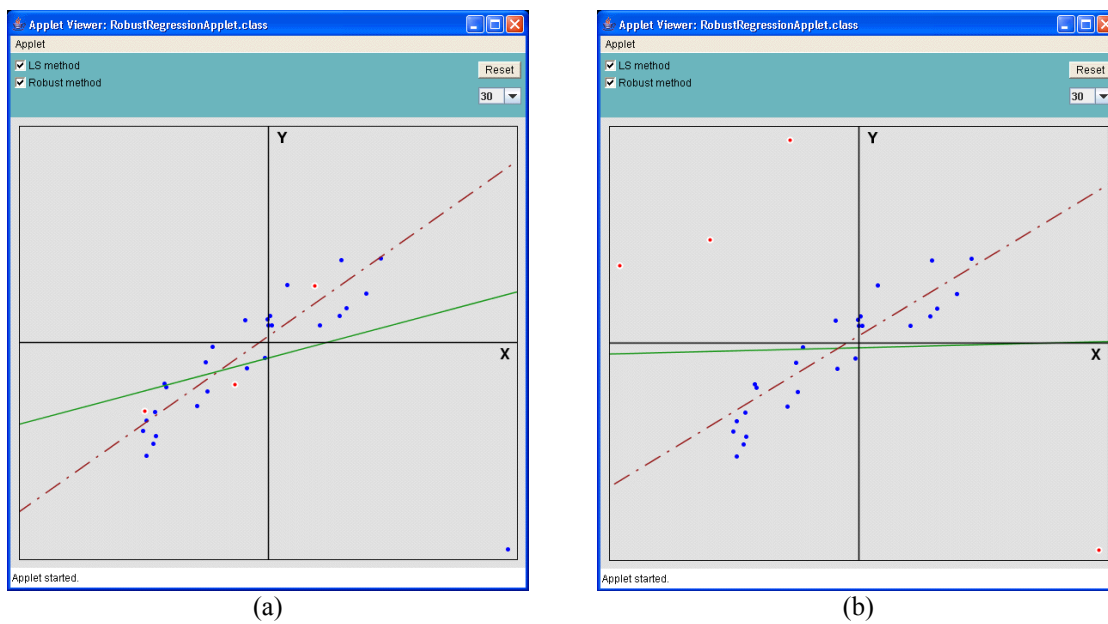 Applet Viewer: RobustRegressionApplet.class
Applet
LS method
Reset
Robust method
30
Y
X
Applet started.
(a)
Applet Viewer: RobustRegressionApplet.class
Applet
LS method
Reset
Robust method
30
Y
X
Applet started.
(b)